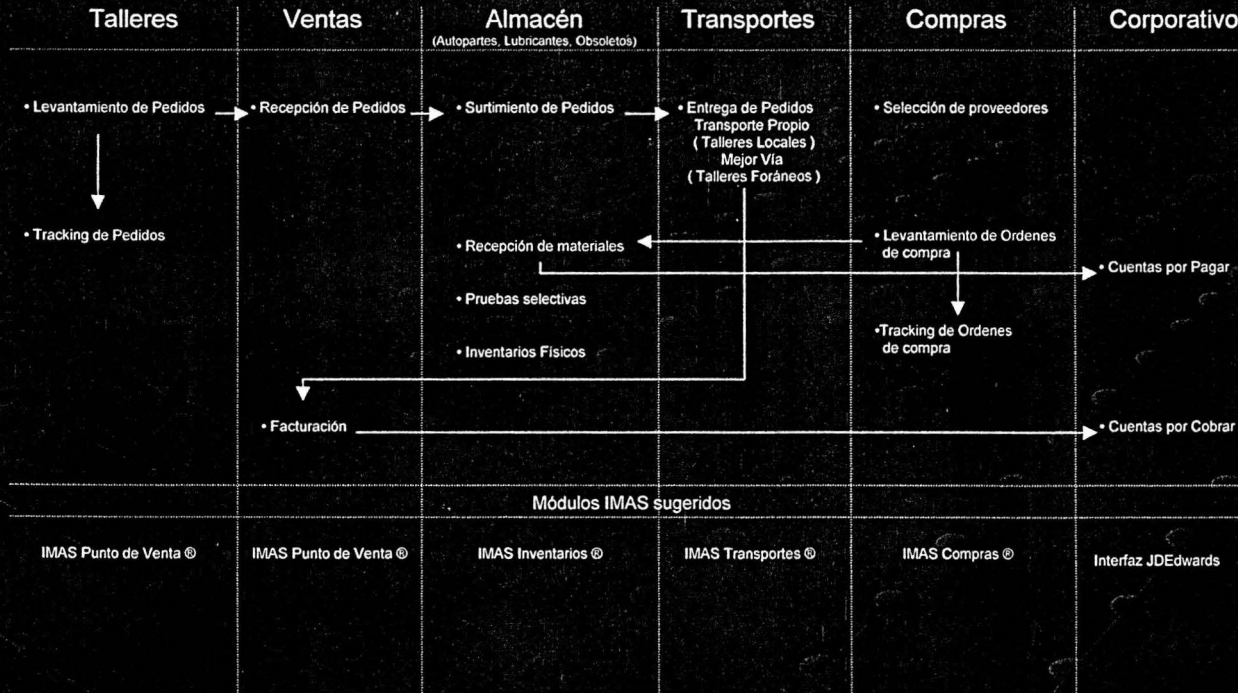 Talleres
Ventas
Almacén
(Autopartes, Lubricantes, Obsoletos)
Transportes
Compras
Corporativo
• Levantamiento de Pedidos
• Recepción de Pedidos
• Surtimiento de Pedidos
• Entrega de Pedidos
Transporte Propio
( Talleres Locales )
Mejor Vía
( Talleres Foráneos )
• Selección de proveedores
• Tracking de Pedidos
• Recepción de materiales
• Levantamiento de Ordenes
de compra
• Cuentas por Pagar
• Pruebas selectivas
•Tracking de Ordenes
de compra
• Inventarios Físicos
• Facturación
• Cuentas por Cobrar
Módulos IMAS sugeridos
IMAS Punto de Venta ®
IMAS Punto de Venta ®
IMAS Inventarios ®
IMAS Transportes ®
IMAS Compras ®
Interfaz JDEdwards